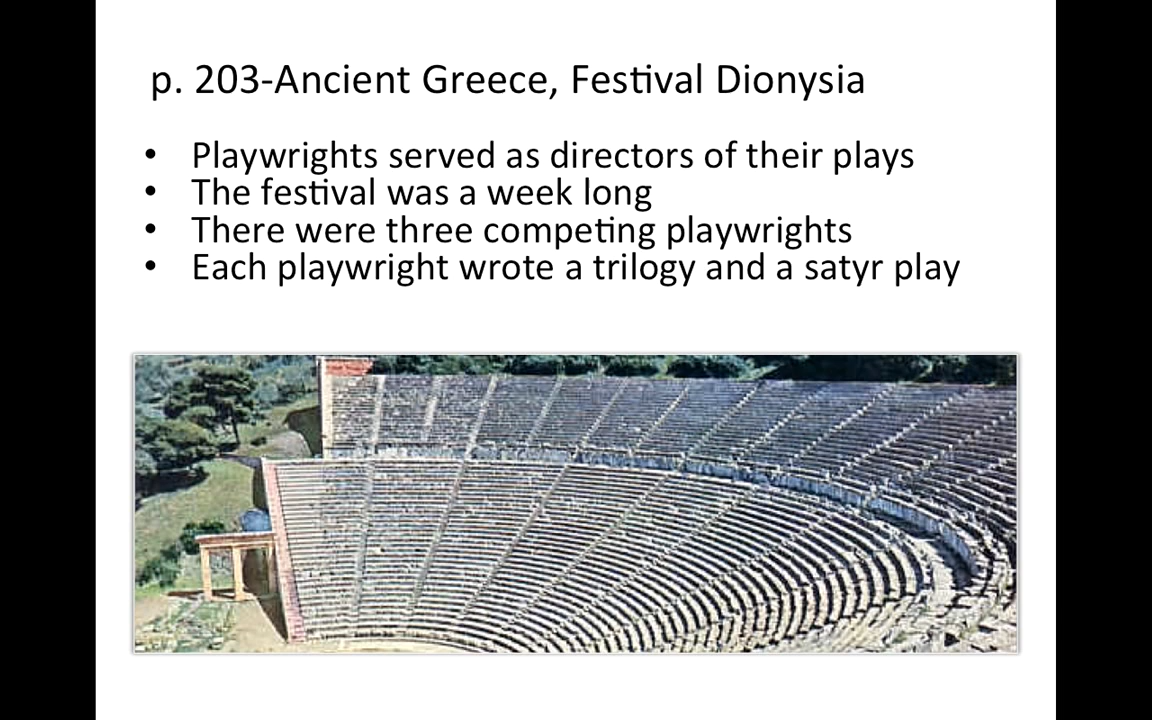 p. 203-Ancient Greece, Festival Dionysia
• Playwrights served as directors of their plays
• The festival was a week long
• There were three competing playwrights
• Each playwright wrote a trilogy and a satyr play